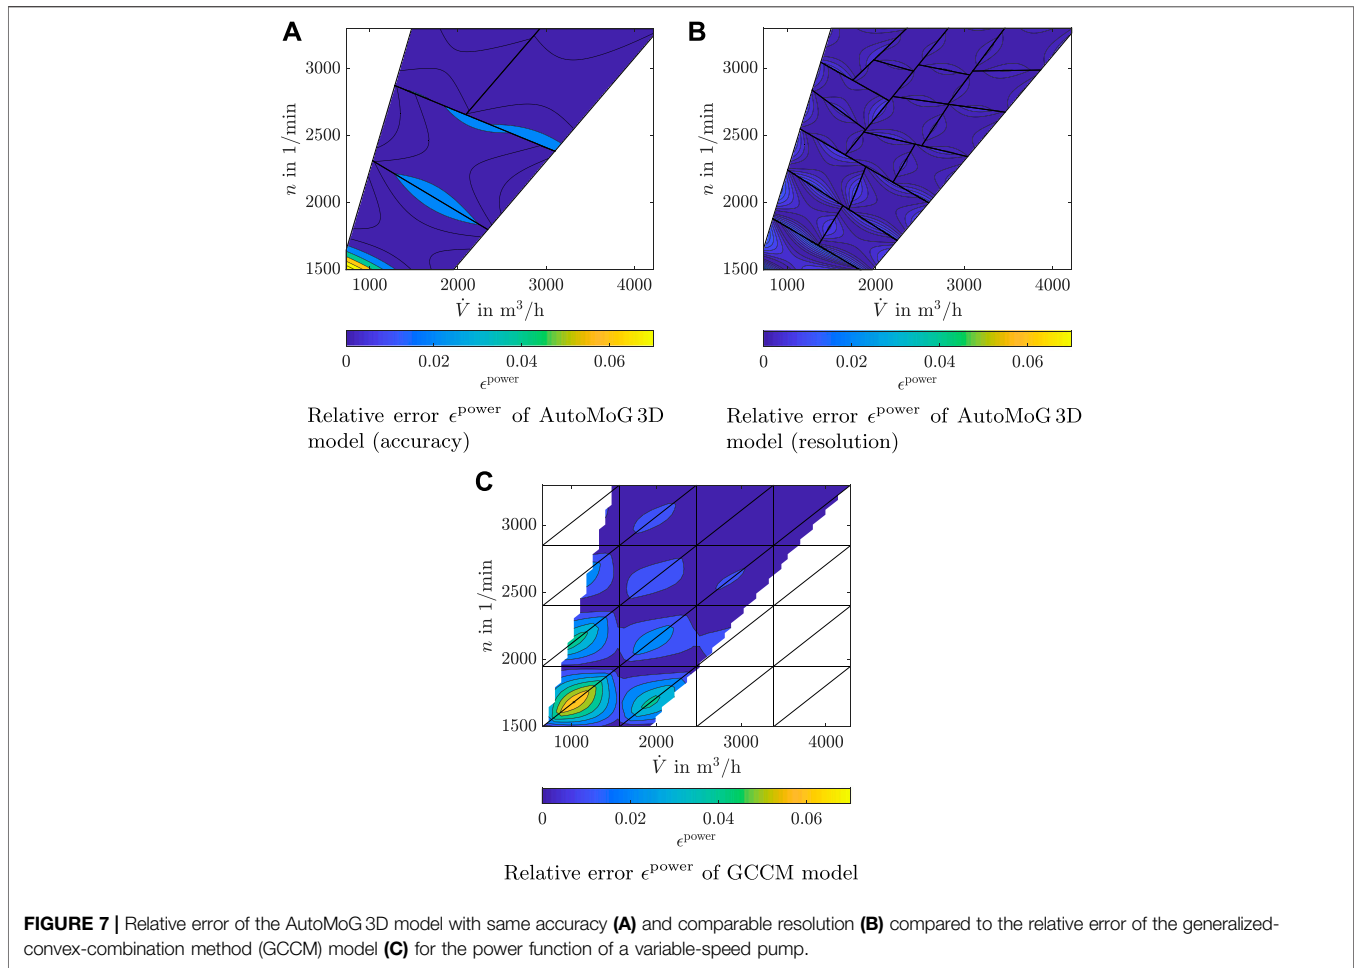 A
3000
2500
2000
1500
n in 1/min
1000 2000 3000 4000
V̇ in m³/h
0 0.02 0.04 0.06
ϵ^power
Relative error ϵ^power of AutoMoG 3D
model (accuracy)
B
3000
2500
2000
1500
n in 1/min
1000 2000 3000 4000
V̇ in m³/h
0 0.02 0.04 0.06
ϵ^power
Relative error ϵ^power of AutoMoG 3D
model (resolution)
C
3000
2500
2000
1500
n in 1/min
1000 2000 3000 4000
V̇ in m³/h
0 0.02 0.04 0.06
ϵ^power
Relative error ϵ^power of GCCM model
FIGURE 7 | Relative error of the AutoMoG 3D model with same accuracy (A) and comparable resolution (B) compared to the relative error of the generalized-
convex-combination method (GCCM) model (C) for the power function of a variable-speed pump.